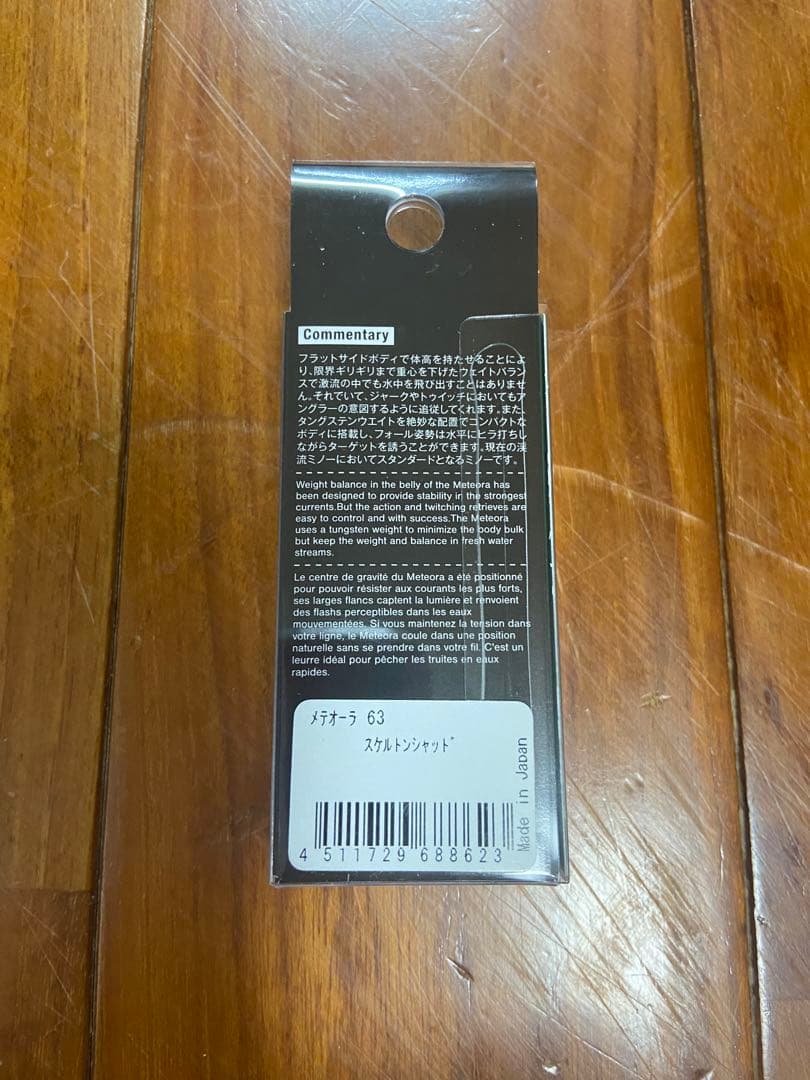 Commentary
フラットサイドボディで体高を持たせることによ
り、限界ギリギリまで重心を下げたウェイトバラン
スで激流の中でも水中を飛び出すことはありませ
ん。それでいて、ジャークやトゥイッチにおいてもア
ングラーの意図するように追従してくれます。また、
タングステンウエイトを絶妙な配置でコンパクトな
ボディに搭載し、フォール姿勢は水平にヒラ打ちし
ながらターゲットを誘うことができます。現在の渓
流ミノーにおいてスタンダードとなるミノーです。
Weight balance in the belly of the Meteora has
been designed to provide stability in the strongest
currents.But the action and twitching retrieves are
easy to control and with success.The Meteora
uses a tungsten weight to minimize the body bulk
but keep the weight and balance in fresh water
streams.
Le centre de gravité du Meteora a été positionné
pour pouvoir résister aux courants les plus forts,
ses larges flancs captent la lumière et renvoient
des flashs perceptibles dans les eaux
mouvementées. Si vous maintenez la tension dans
votre ligne, le Meteora coule dans une position
naturelle sans se prendre dans votre fil. C'est un
leurre idéal pour pêcher les truites en eaux
rapides.
ﾒﾃｵｰﾗ 63
ｽｹﾙﾄﾝｼｬｯﾄﾞ
Made in Japan
4 511729 688623